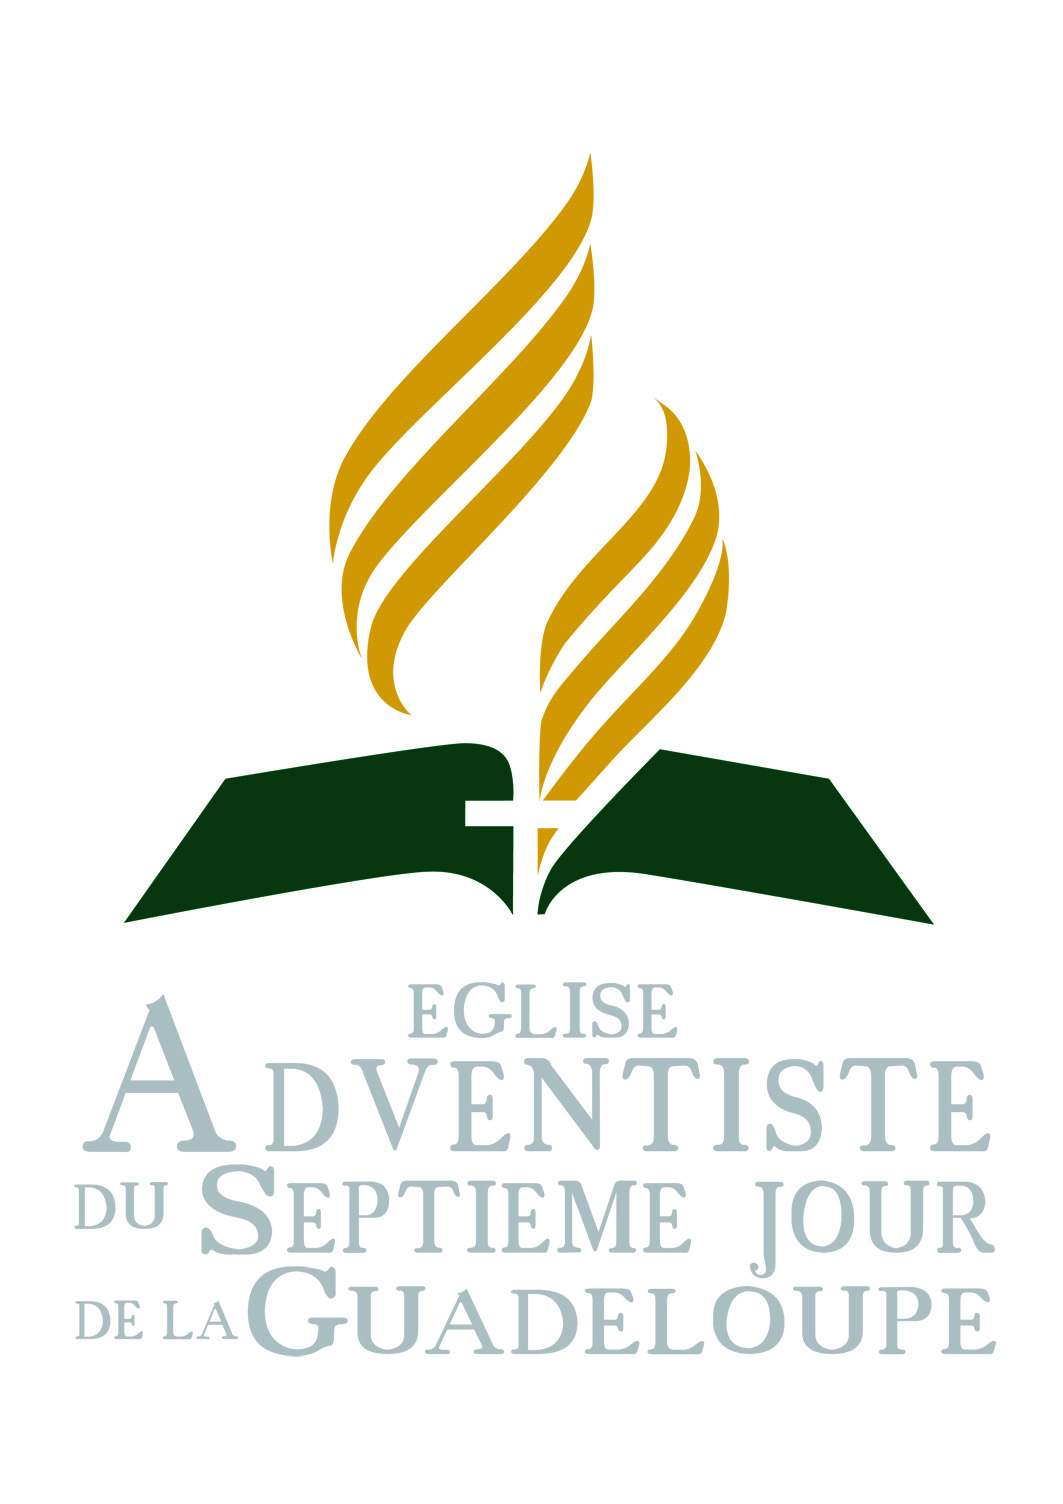 EGLISE
ADVENTISTE
DU SEPTIEME JOUR
DE LA GUADELOUPE